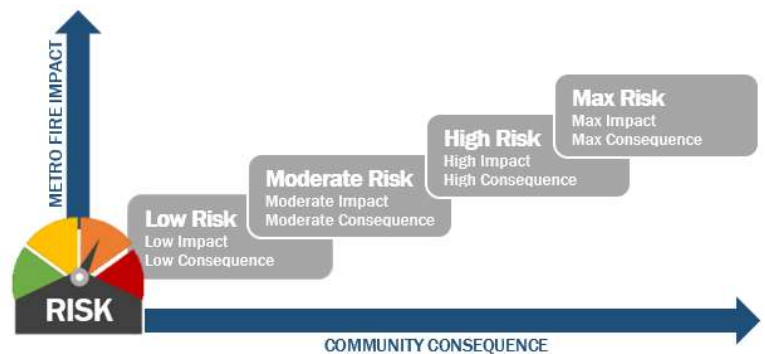 METRO FIRE IMPACT
Max Risk
Max Impact
Max Consequence
High Risk
High Impact
High Consequence
Moderate Risk
Moderate Impact
Moderate Consequence
Low Risk
Low Impact
Low Consequence
RISK
COMMUNITY CONSEQUENCE